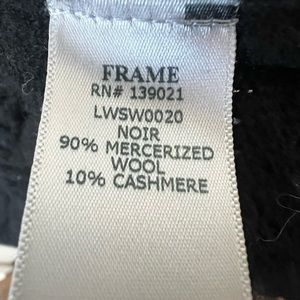 FRAME
RN# 139021
LWSW0020
NOIR
90% MERCERIZED
WOOL
10% CASHMERE